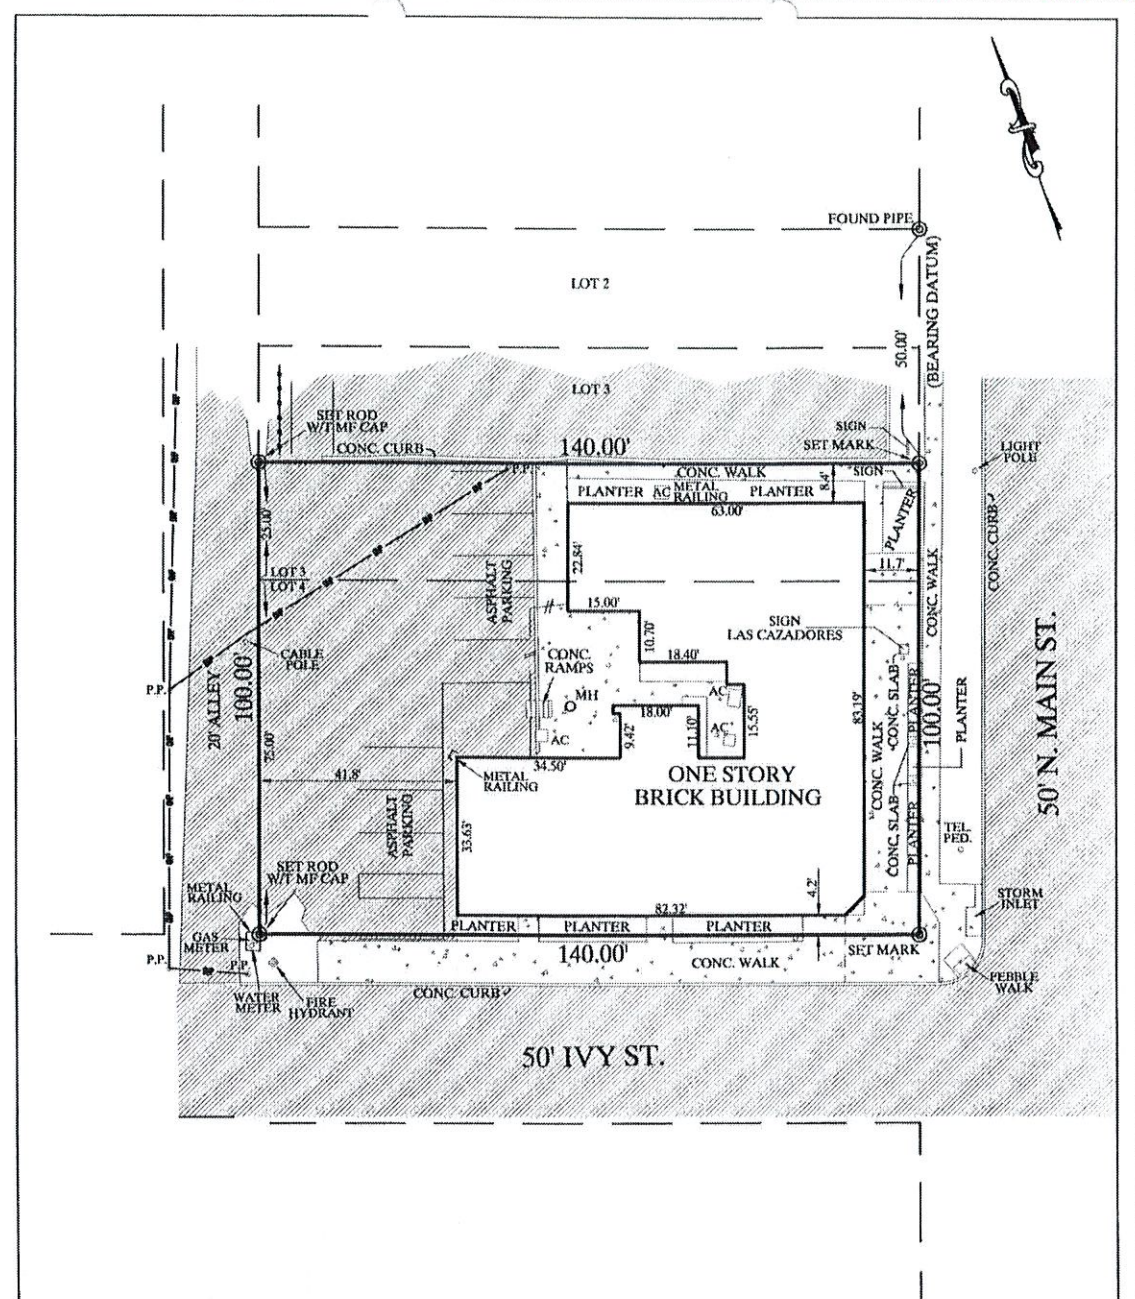 FOUND PIPE
(BEARING DATUM)
LOT 2
50.00'
LOT 3
SET ROD
W/T MF CAP
CONC. CURB
140.00'
SIGN
SET MARK
LIGHT
POLE
P.P.
CONC. WALK
SIGN
PLANTER
AC
METAL
RAILING
PLANTER
8.4'
63.00'
PLANTER
CONC. CURB
25.00'
22.84'
ASPHALT
PARKING
11.7'
CONC. WALK
LOT 3
LOT 4
15.00'
10.70'
SIGN
LAS CAZADORES
CABLE
POLE
CONC.
RAMPS
18.40'
P.P.
20' ALLEY
100.00'
MH
AC
18.00'
15.55'
83.19'
CONC. SLAB
PLANTER
100.00'
PLANTER
50' N. MAIN ST.
AC
9.42'
11.10'
AC
75.00'
34.50'
CONC. WALK
41.8'
METAL
RAILING
ONE STORY
BRICK BUILDING
ASPHALT
PARKING
33.63'
CONC. SLAB
PLANTER
TEL.
PED.
SET ROD
W/T MF CAP
METAL
RAILING
4.2'
STORM
INLET
82.32'
PLANTER
PLANTER
PLANTER
GAS
METER
140.00'
SET MARK
P.P.
P.P.
CONC. WALK
PEBBLE
WALK
WATER
METER
FIRE
HYDRANT
CONC. CURB
50' IVY ST.